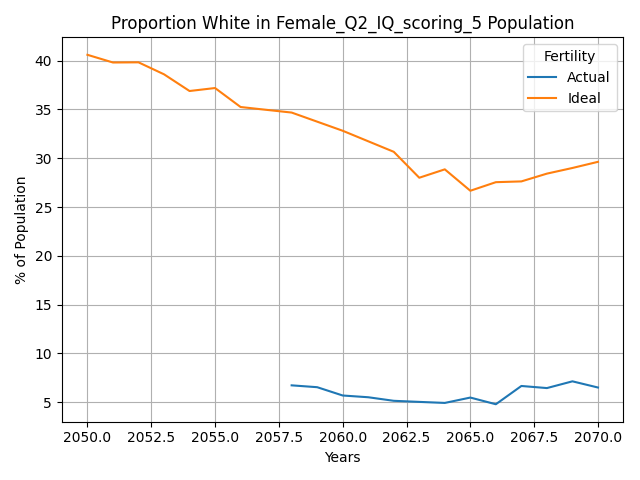 Proportion White in Female_Q2_IQ_scoring_5 Population
Fertility
Actual
Ideal
% of Population
40
35
30
25
20
15
10
5
2050.0 2052.5 2055.0 2057.5 2060.0 2062.5 2065.0 2067.5 2070.0
Years